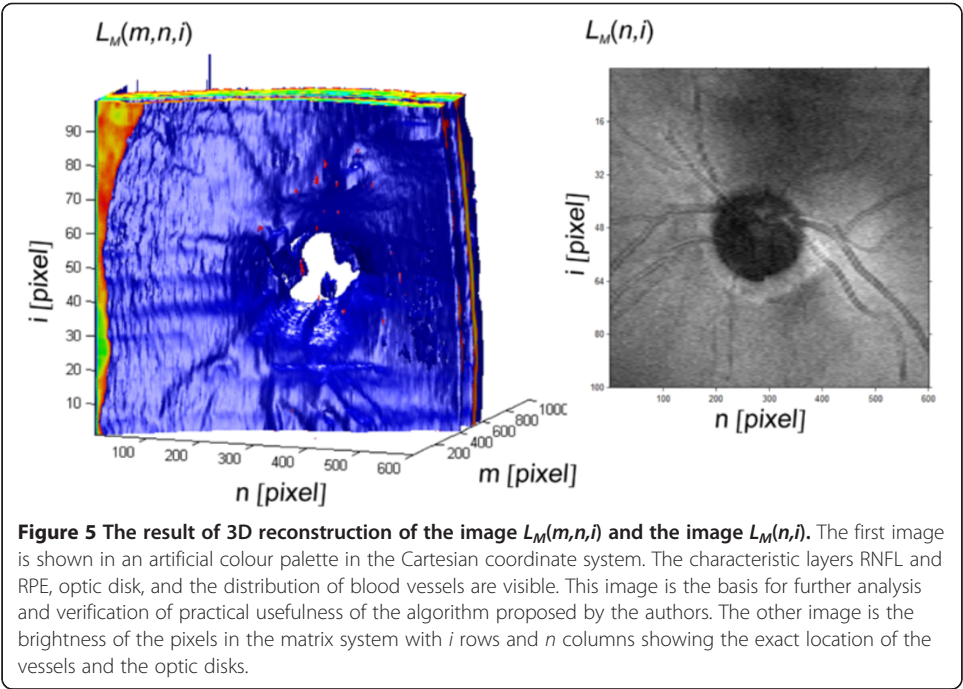 L_M(m,n,i)
L_M(n,i)
90
80
70
60
50
40
30
20
10
i [pixel]
100 200 300 400 500 600
n [pixel]
200 400 600 800 1000
m [pixel]
16
32
48
64
80
100
i [pixel]
100 200 300 400 500 600
n [pixel]
Figure 5 The result of 3D reconstruction of the image L_M(m,n,i) and the image L_M(n,i). The first image
is shown in an artificial colour palette in the Cartesian coordinate system. The characteristic layers RNFL and
RPE, optic disk, and the distribution of blood vessels are visible. This image is the basis for further analysis
and verification of practical usefulness of the algorithm proposed by the authors. The other image is the
brightness of the pixels in the matrix system with i rows and n columns showing the exact location of the
vessels and the optic disks.